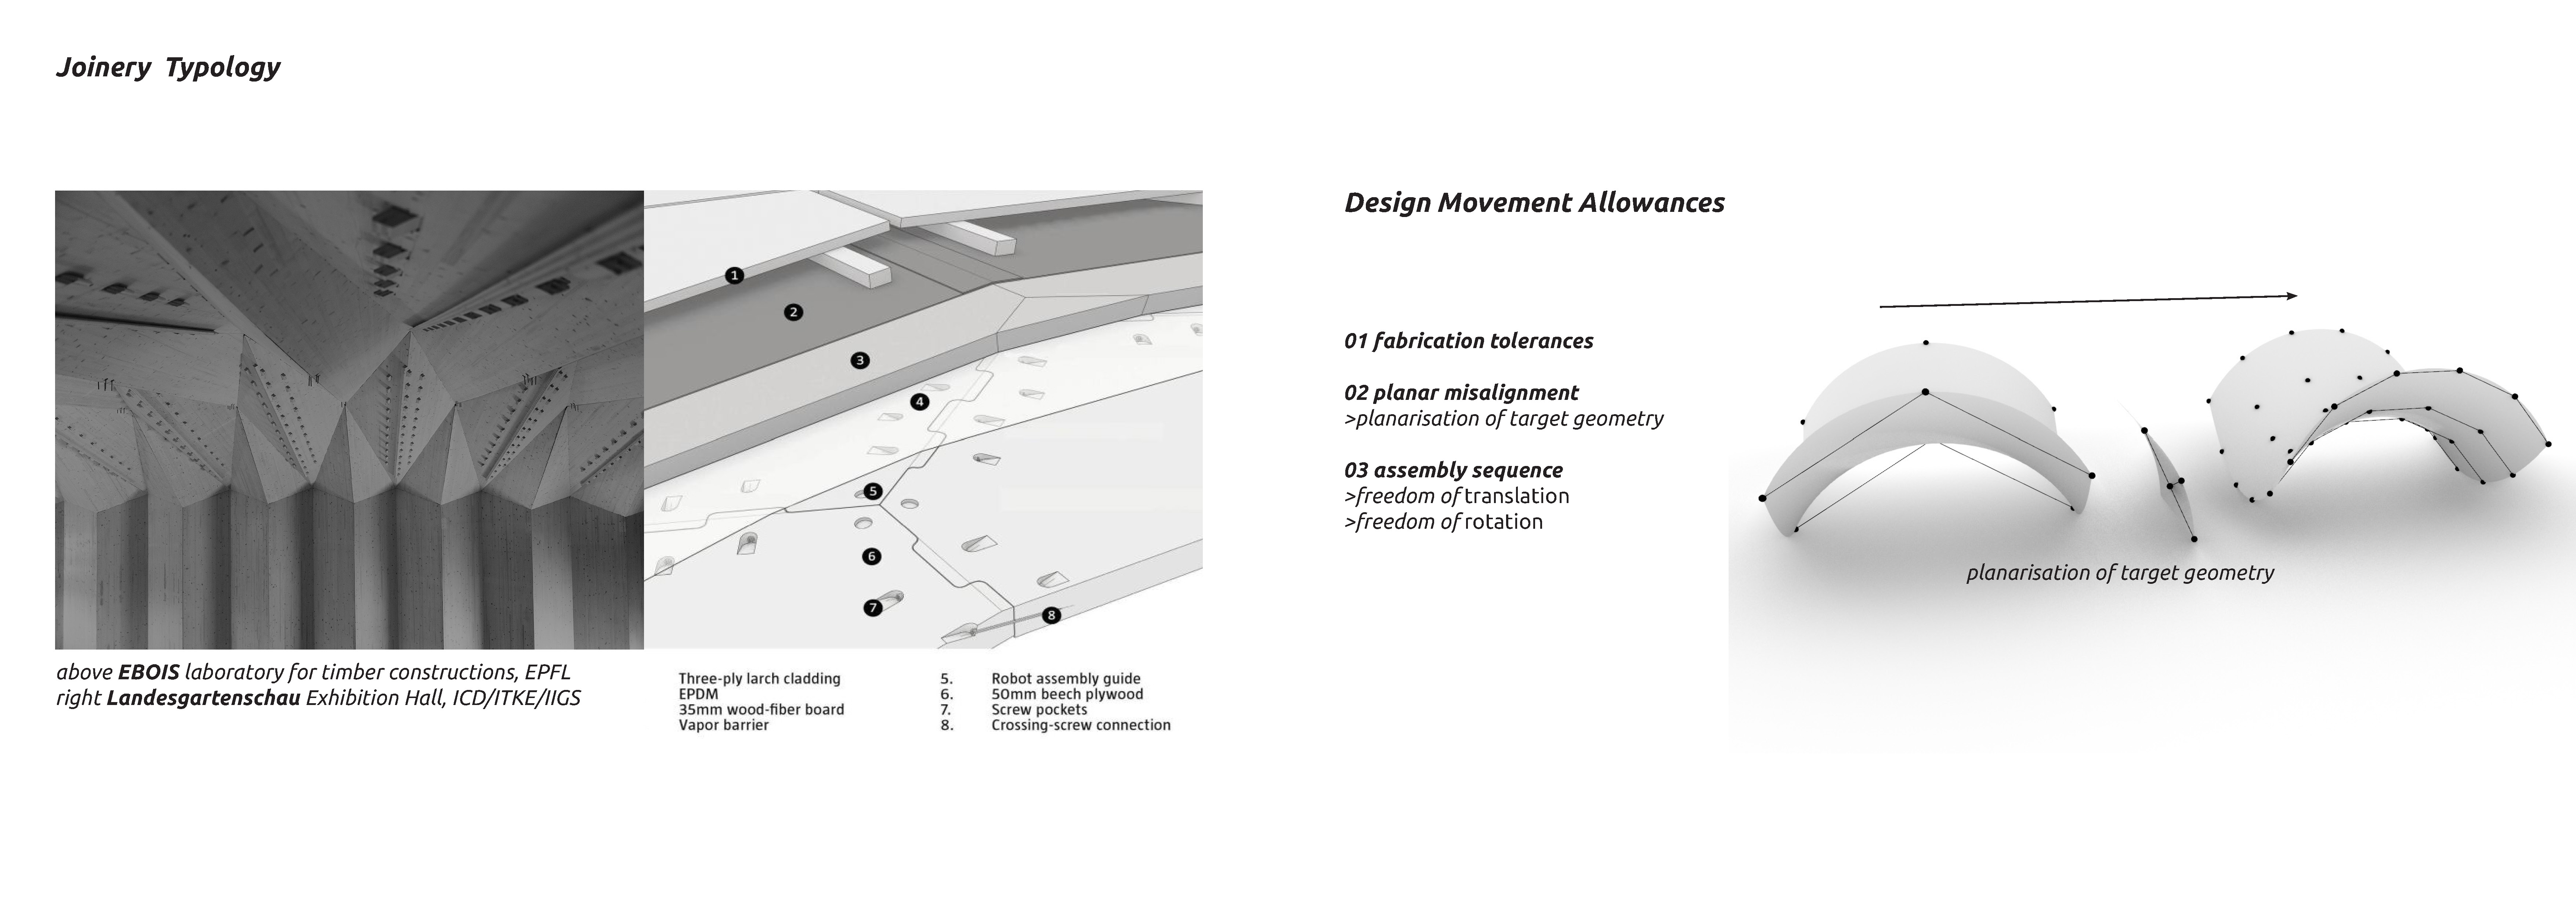 Joinery Typology
1
2
3
4
5
6
7
8
above EBOIS laboratory for timber constructions, EPFL
right Landesgartenschau Exhibition Hall, ICD/ITKE/IIGS
Three-ply larch cladding
EPDM
35mm wood-fiber board
Vapor barrier
5. Robot assembly guide
6. 50mm beech plywood
7. Screw pockets
8. Crossing-screw connection
Design Movement Allowances
01 fabrication tolerances
02 planar misalignment
>planarisation of target geometry
03 assembly sequence
>freedom of translation
>freedom of rotation
planarisation of target geometry